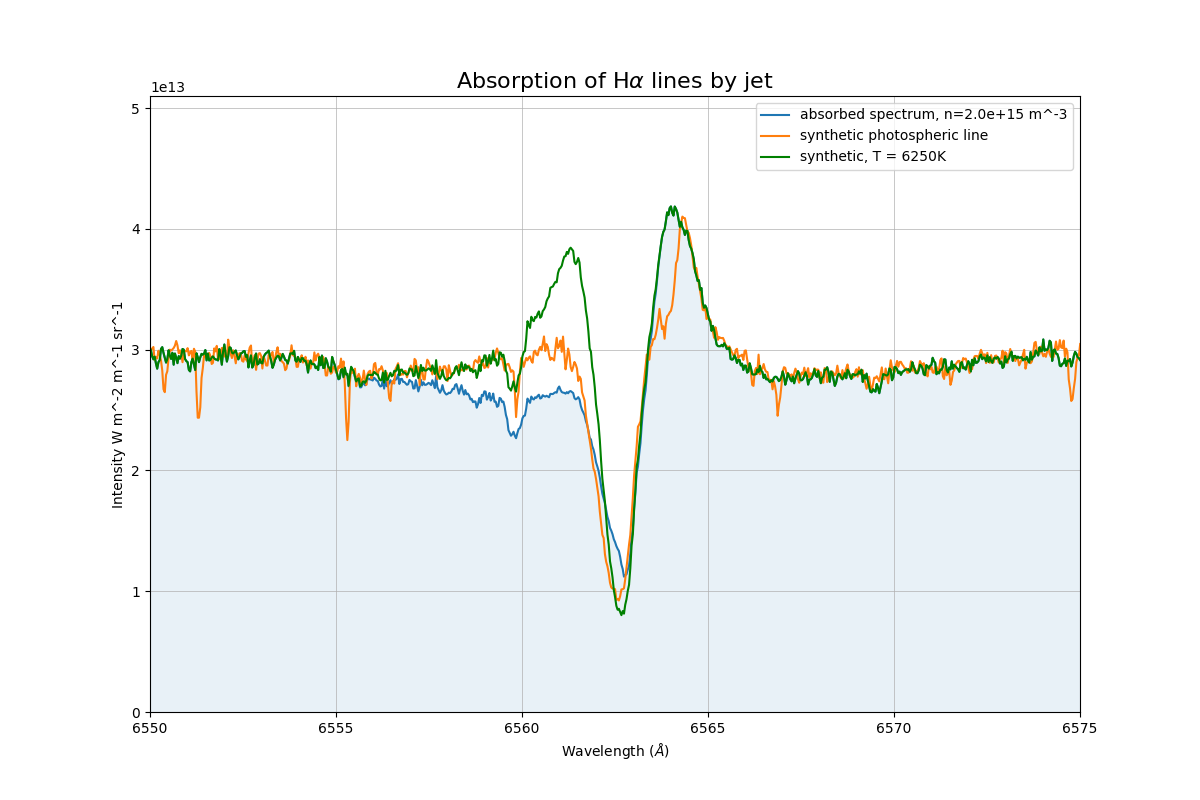 Absorption of Hα lines by jet
1e13
absorbed spectrum, n=2.0e+15 m^-3
synthetic photospheric line
synthetic, T = 6250K
5
4
3
2
1
0
Intensity W m^-2 m^-1 sr^-1
6550 6555 6560 6565 6570 6575
Wavelength (Å)